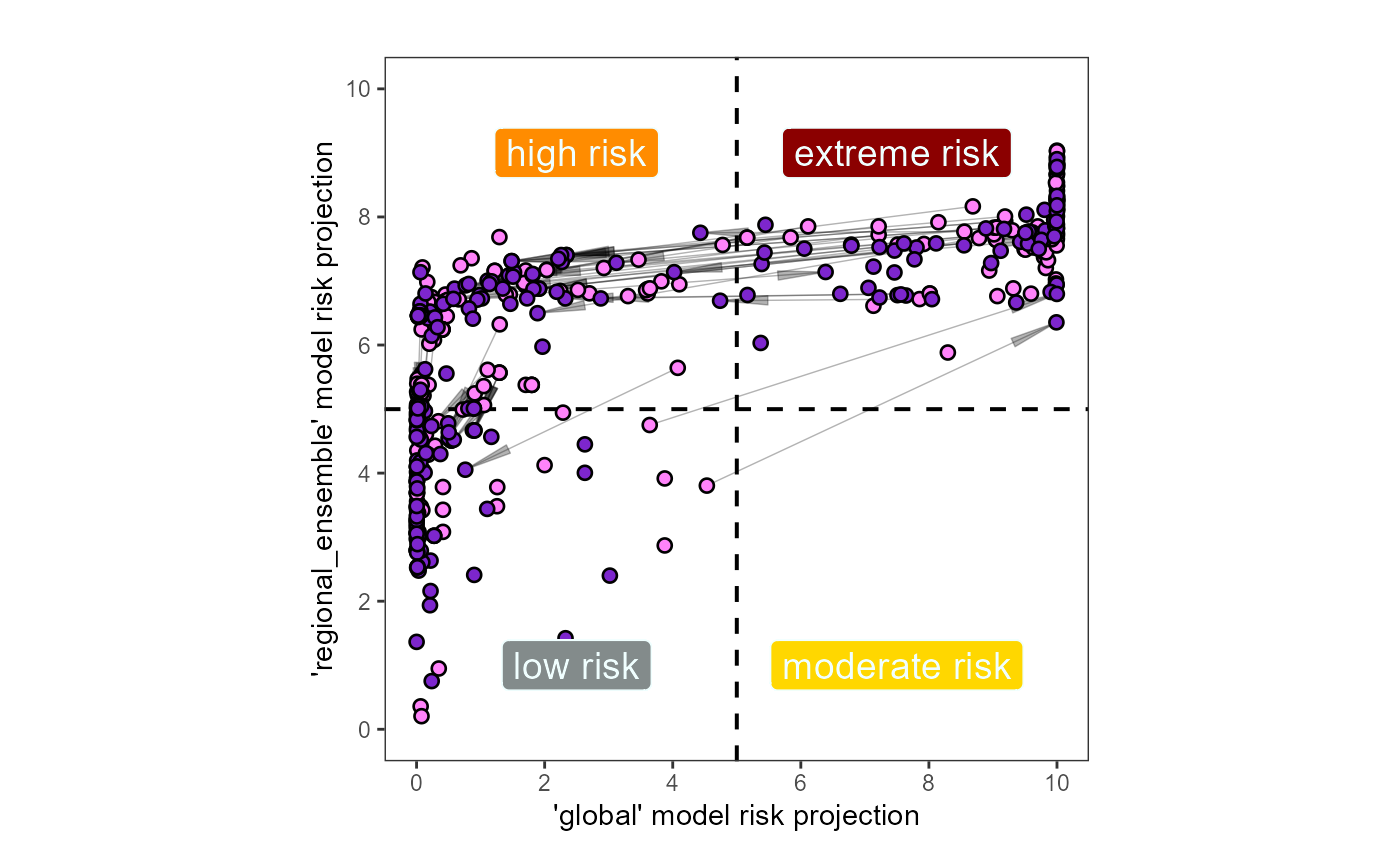 10
high risk
extreme risk
8
6
4
2
low risk
moderate risk
0
'regional_ensemble' model risk projection
0 2 4 6 8 10
'global' model risk projection